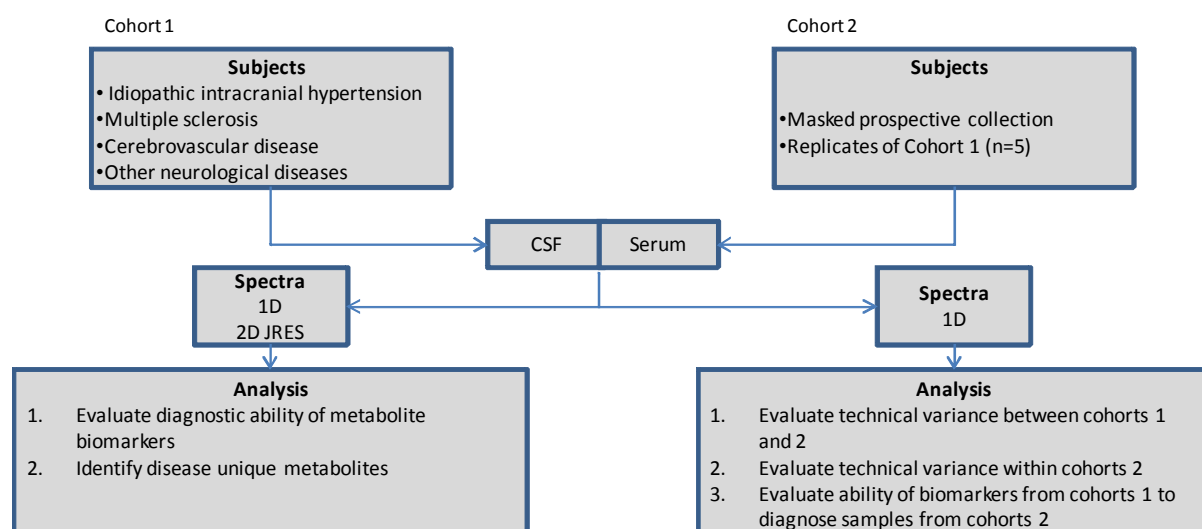 Cohort 1
Subjects
• Idiopathic intracranial hypertension
•Multiple sclerosis
•Cerebrovascular disease
•Other neurological diseases
Cohort 2
Subjects
•Masked prospective collection
•Replicates of Cohort 1 (n=5)
CSF
Serum
Spectra
1D
2D JRES
Spectra
1D
Analysis
1. Evaluate diagnostic ability of metabolite
biomarkers
2. Identify disease unique metabolites
Analysis
1. Evaluate technical variance between cohorts 1
and 2
2. Evaluate technical variance within cohorts 2
3. Evaluate ability of biomarkers from cohorts 1 to
diagnose samples from cohorts 2